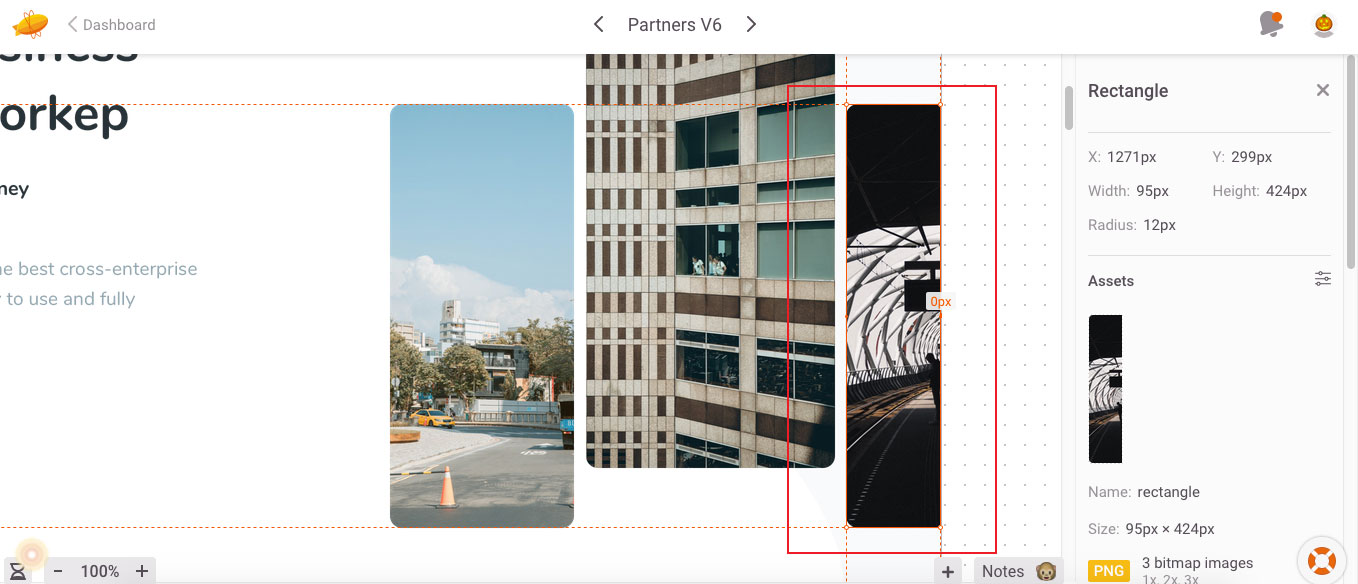 Dashboard
Partners V6
siness
orkep
ney
e best cross-enterprise
to use and fully
0px
Rectangle
X: 1271px
Y: 299px
Width: 95px
Height: 424px
Radius: 12px
Assets
Name: rectangle
Size: 95px × 424px
PNG
3 bitmap images
1x, 2x, 3x
− 100% +
+
Notes